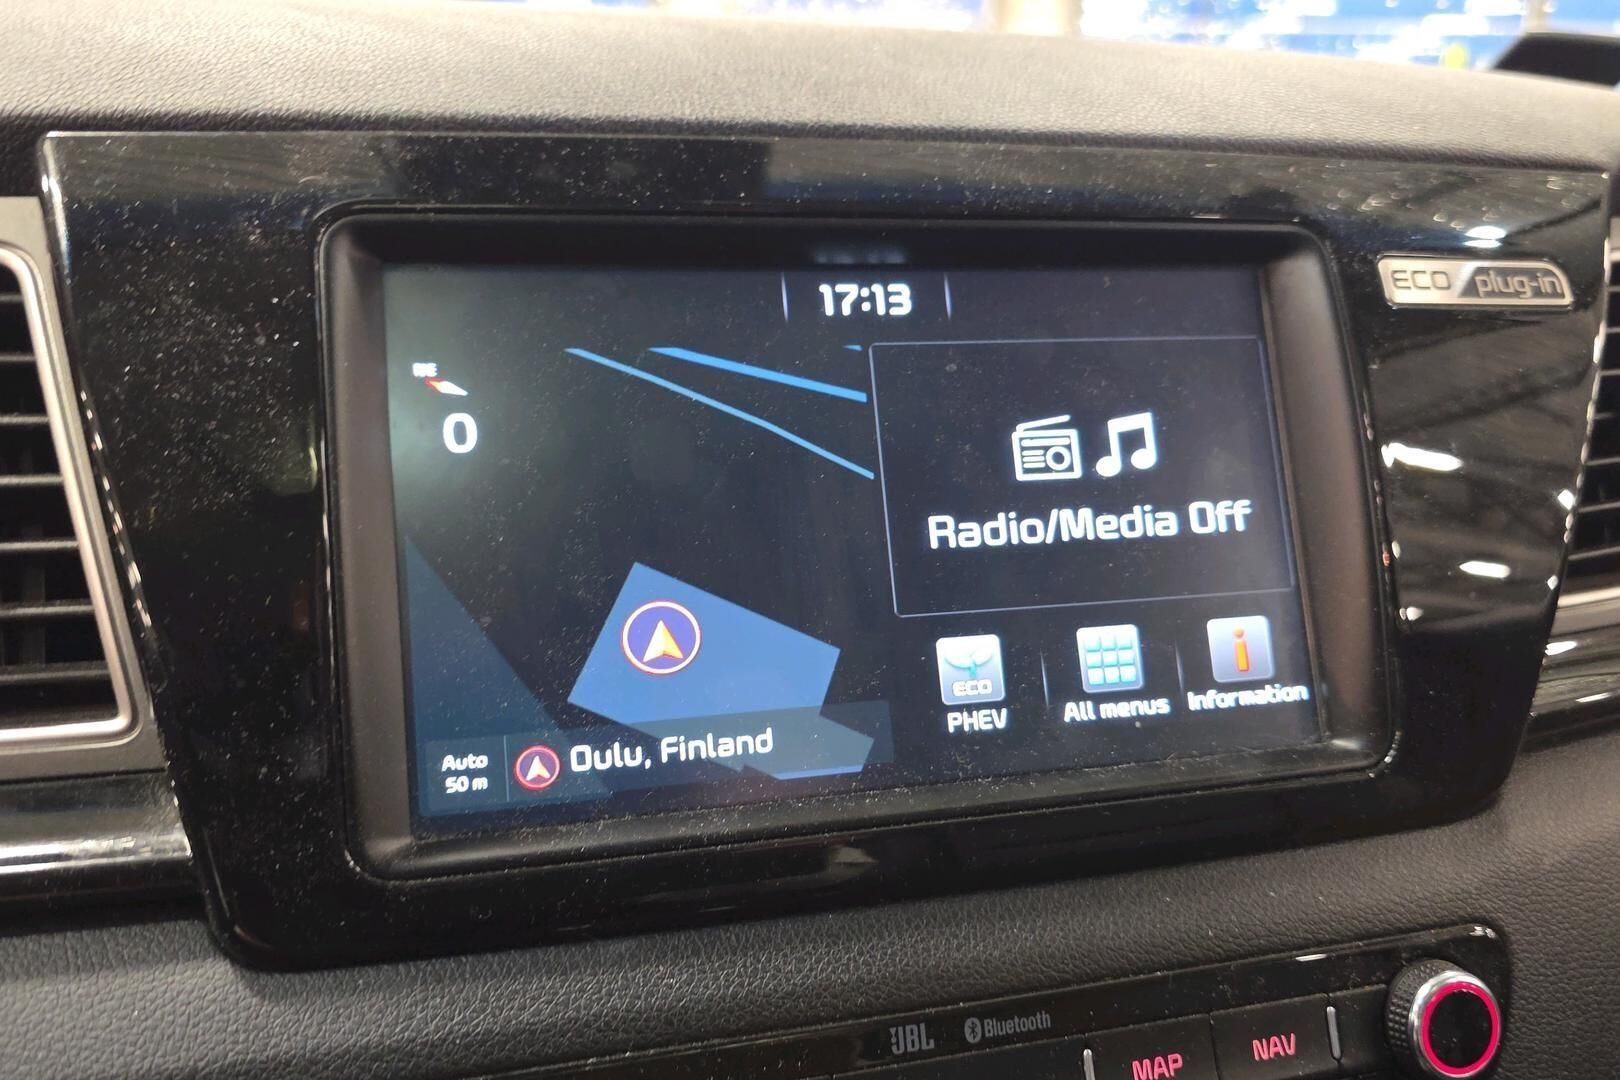 17:13
ECO plug-in
NE
0
Radio/Media Off
ECO
PHEV
All menus
Information
Auto
50 m
Oulu, Finland
JBL
Bluetooth
MAP
NAV